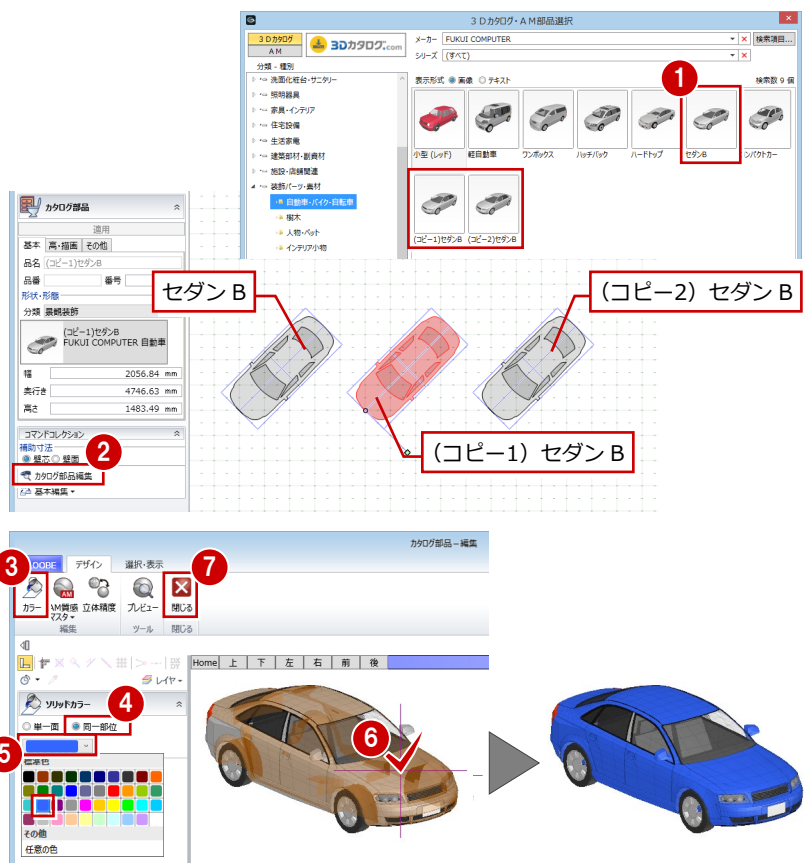 3Dカタログ・AM部品選択
3Dカタログ
AM
3Dカタログ.com
メーカー FUKUI COMPUTER
検索項目...
シリーズ (すべて)
分類 - 種別
洗面化粧台・サニタリー
照明器具
家具・インテリア
住宅設備
生活家電
建築部材・副資材
施設・店舗関連
装飾パーツ・素材
自動車・バイク・自転車
樹木
人物・ペット
インテリア小物
表示形式 画像 テキスト
検索数 9 個
1
小型 (レッド) 軽自動車 ワンボックス ハッチバック ハードトップ セダンB コンパクトカー
(コピー1)セダンB (コピー2)セダンB
カタログ部品
適用
基本 高・描画 その他
品名 (コピー1)セダンB
品番 番号
形状・形態
分類 景観装飾
(コピー1)セダンB
FUKUI COMPUTER 自動車
幅 2056.84 mm
奥行き 4746.63 mm
高さ 1483.49 mm
コマンドコレクション
補助寸法
壁芯 壁面
2
カタログ部品編集
基本編集
セダン B
(コピー2)セダン B
(コピー1)セダン B
カタログ部品 - 編集
3
デザイン 選択・表示
7
カラー AM質感マスタ 立体精度 プレビュー 閉じる
編集 ツール 閉じる
レイヤ
Home 上 下 左 右 前 後
ソリッドカラー
4
単一面 同一部位
5
標準色
その他
任意の色
6